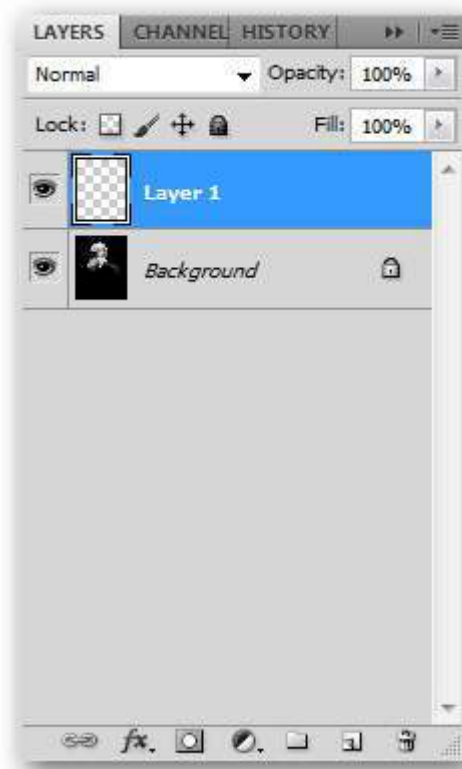 LAYERS CHANNEL HISTORY
Normal Opacity: 100%
Lock: Fill: 100%
Layer 1
Background
fx.